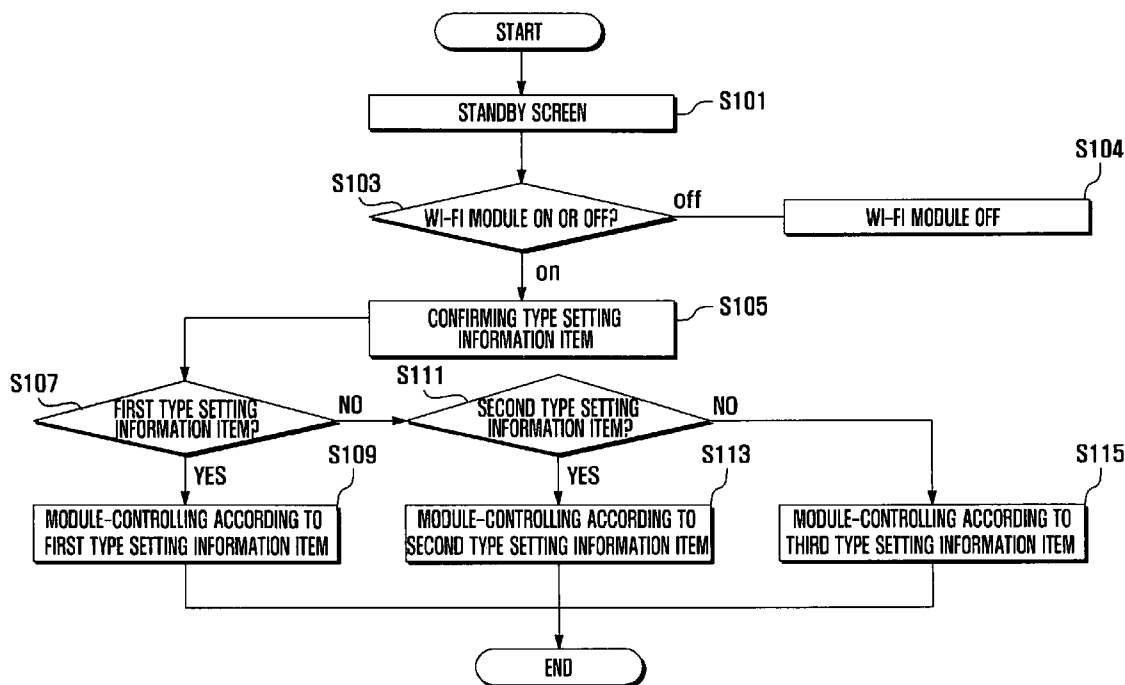 START
STANDBY SCREEN
S101
S103
WI-FI MODULE ON OR OFF?
off
S104
WI-FI MODULE OFF
on
CONFIRMING TYPE SETTING
INFORMATION ITEM
S105
S107
FIRST TYPE SETTING
INFORMATION ITEM?
NO
S111
SECOND TYPE SETTING
INFORMATION ITEM?
NO
YES
S109
YES
S113
S115
MODULE-CONTROLLING ACCORDING TO
FIRST TYPE SETTING INFORMATION ITEM
MODULE-CONTROLLING ACCORDING TO
SECOND TYPE SETTING INFORMATION ITEM
MODULE-CONTROLLING ACCORDING TO
THIRD TYPE SETTING INFORMATION ITEM
END